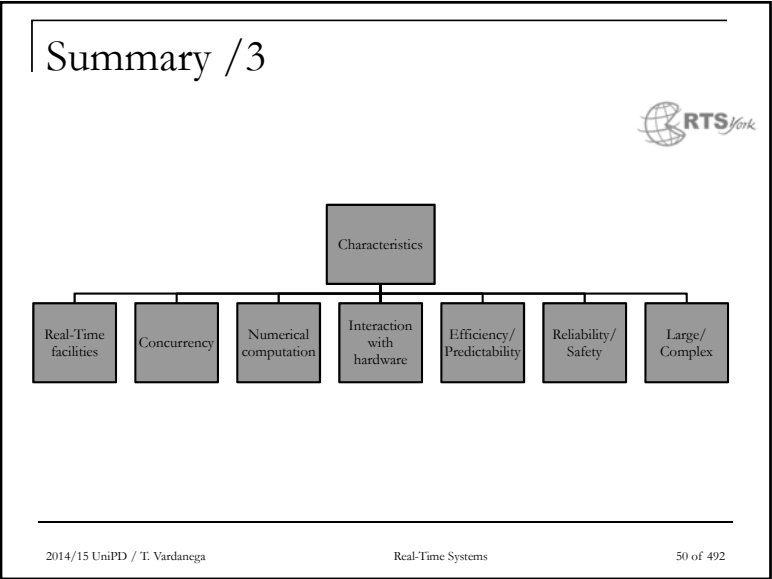 Summary /3
RTS York
Characteristics
Real-Time
facilities
Concurrency
Numerical
computation
Interaction
with
hardware
Efficiency/
Predictability
Reliability/
Safety
Large/
Complex
2014/15 UniPD / T. Vardanega
Real-Time Systems
50 of 492